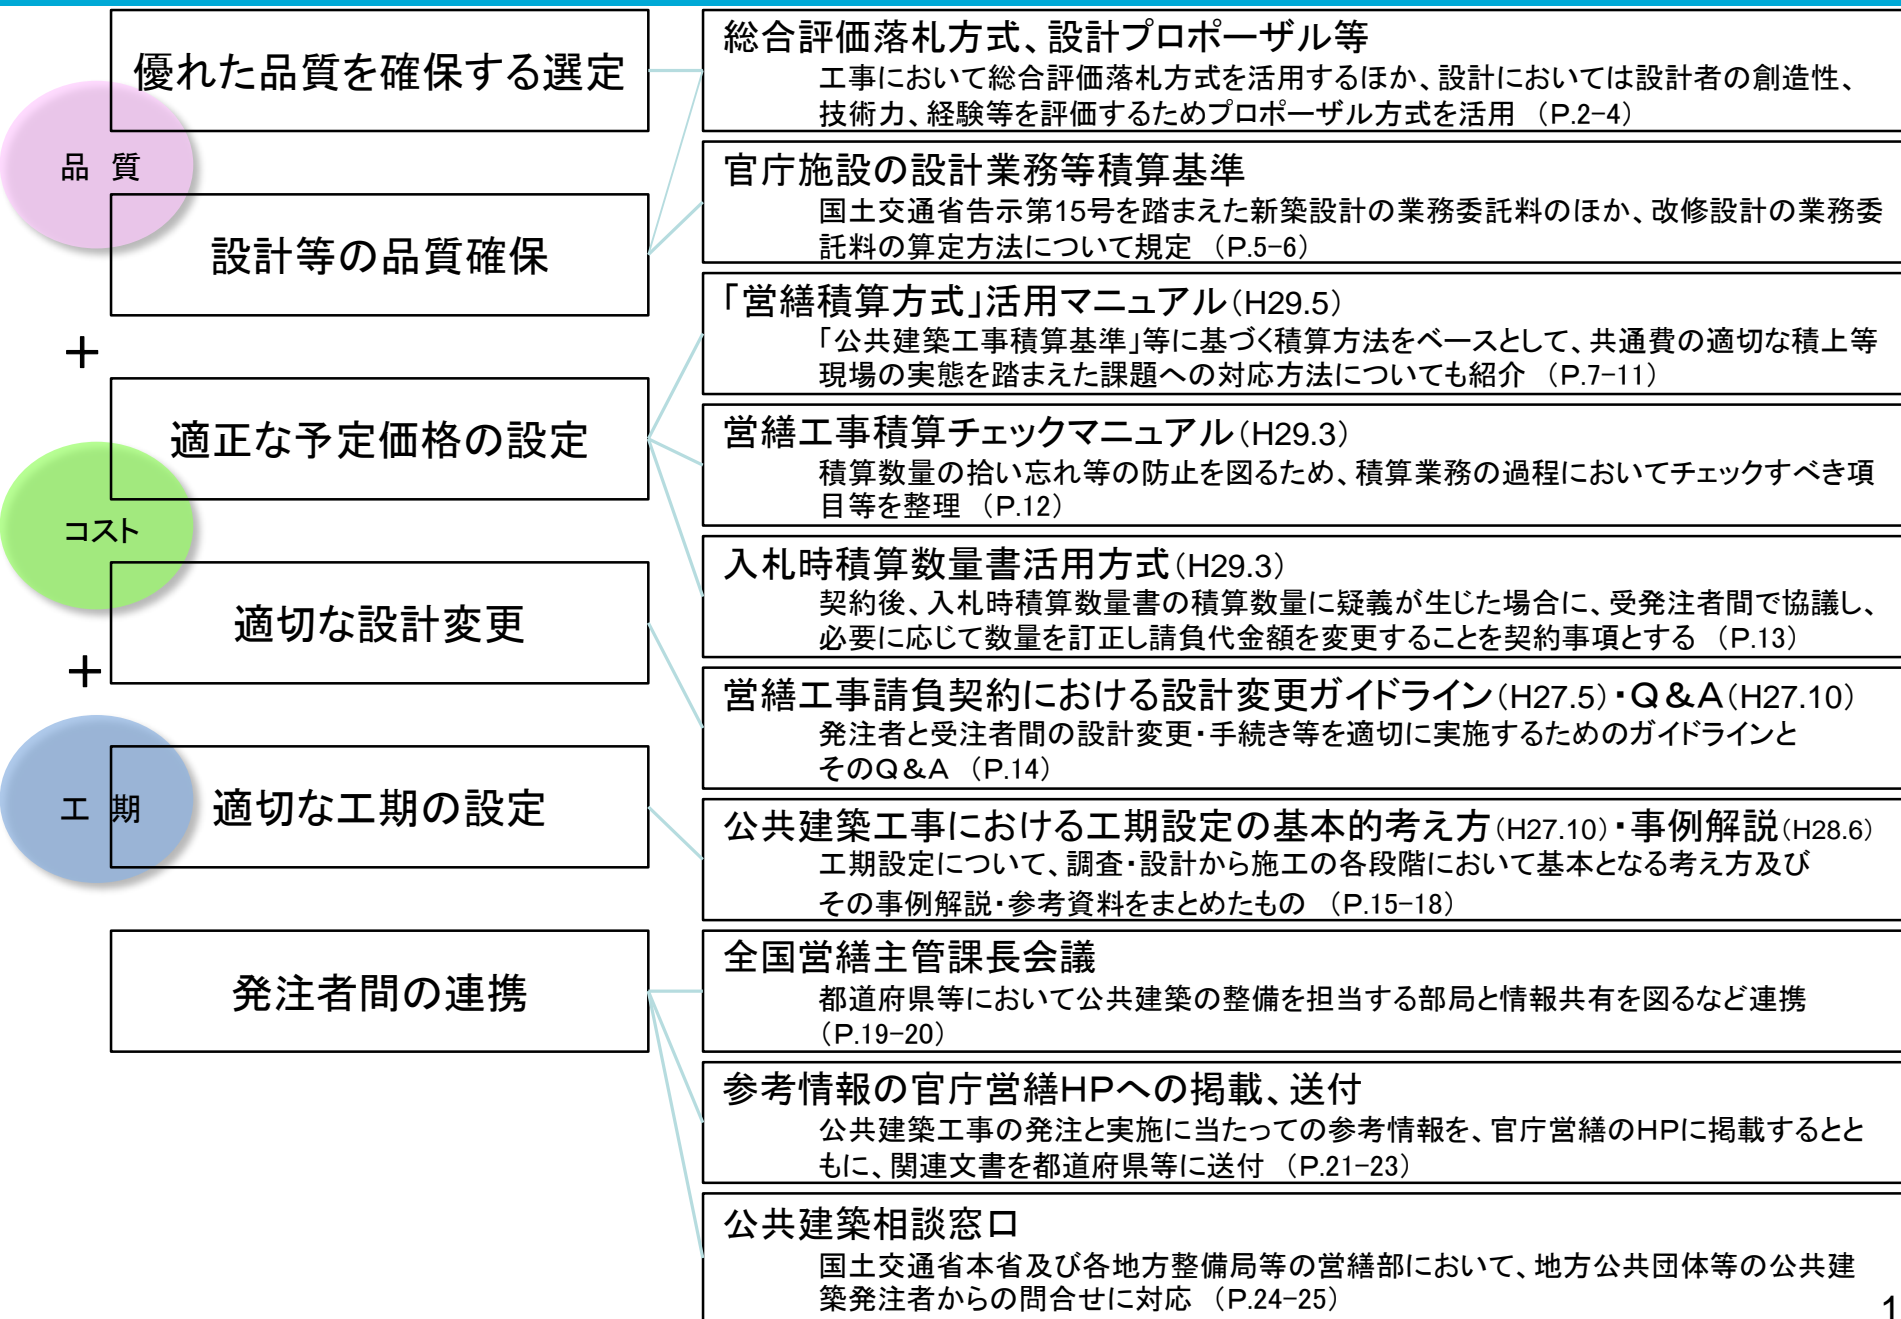 優れた品質を確保する選定
品 質
設計等の品質確保
＋
適正な予定価格の設定
コスト
適切な設計変更
＋
工 期
適切な工期の設定
発注者間の連携
総合評価落札方式、設計プロポーザル等
工事において総合評価落札方式を活用するほか、設計においては設計者の創造性、
技術力、経験等を評価するためプロポーザル方式を活用 （P.2-4）
官庁施設の設計業務等積算基準
国土交通省告示第15号を踏まえた新築設計の業務委託料のほか、改修設計の業務委
託料の算定方法について規定 （P.5-6）
「営繕積算方式」活用マニュアル（H29.5）
「公共建築工事積算基準」等に基づく積算方法をベースとして、共通費の適切な積上等
現場の実態を踏まえた課題への対応方法についても紹介 （P.7-11）
営繕工事積算チェックマニュアル（H29.3）
積算数量の拾い忘れ等の防止を図るため、積算業務の過程においてチェックすべき項
目等を整理 （P.12）
入札時積算数量書活用方式（H29.3）
契約後、入札時積算数量書の積算数量に疑義が生じた場合に、受発注者間で協議し、
必要に応じて数量を訂正し請負代金額を変更することを契約事項とする （P.13）
営繕工事請負契約における設計変更ガイドライン（H27.5）・Q＆A（H27.10）
発注者と受注者間の設計変更・手続き等を適切に実施するためのガイドラインと
そのQ＆A （P.14）
公共建築工事における工期設定の基本的考え方（H27.10）・事例解説（H28.6）
工期設定について、調査・設計から施工の各段階において基本となる考え方及び
その事例解説・参考資料をまとめたもの （P.15-18）
全国営繕主管課長会議
都道府県等において公共建築の整備を担当する部局と情報共有を図るなど連携
（P.19-20）
参考情報の官庁営繕HPへの掲載、送付
公共建築工事の発注と実施に当たっての参考情報を、官庁営繕のHPに掲載するとと
もに、関連文書を都道府県等に送付 （P.21-23）
公共建築相談窓口
国土交通省本省及び各地方整備局等の営繕部において、地方公共団体等の公共建
築発注者からの問合せに対応 （P.24-25）
1